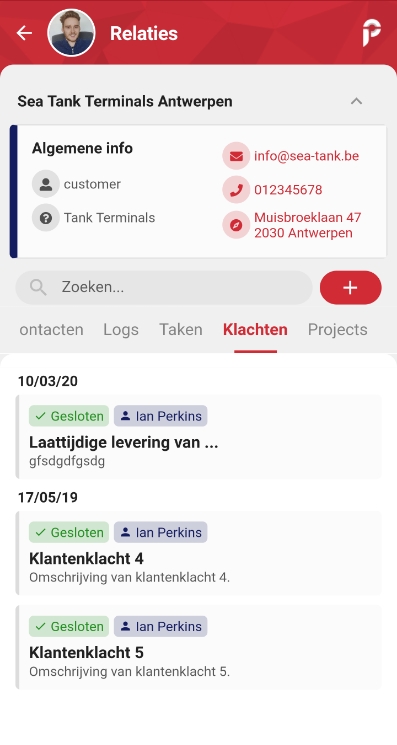 Relaties
Sea Tank Terminals Antwerpen
Algemene info
customer
Tank Terminals
info@sea-tank.be
012345678
Muisbroeklaan 47
2030 Antwerpen
Zoeken...
ontacten Logs Taken Klachten Projects
10/03/20
Gesloten Ian Perkins
Laattijdige levering van ...
gfsdgdfgsdg
17/05/19
Gesloten Ian Perkins
Klantenklacht 4
Omschrijving van klantenklacht 4.
Gesloten Ian Perkins
Klantenklacht 5
Omschrijving van klantenklacht 5.